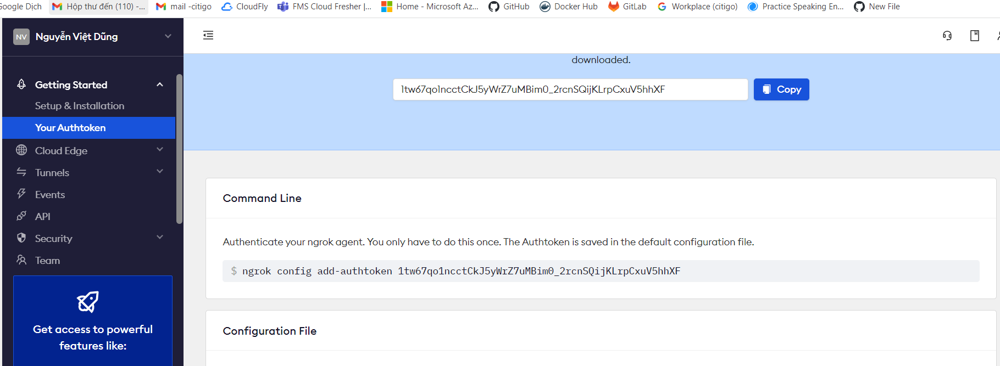 Google Dịch
Hộp thư đến (110) -...
mail -citigo
CloudFly
FMS Cloud Fresher |...
Home - Microsoft Az...
GitHub
Docker Hub
GitLab
Workplace (citigo)
Practice Speaking En...
New File
NV
Nguyễn Việt Dũng
Getting Started
Setup & Installation
Your Authtoken
Cloud Edge
Tunnels
Events
API
Security
Team
Get access to powerful
features like:
downloaded.
1tw67qo1ncctCkJ5yWrZ7uMBim0_2rcnSQijKLrpCxuV5hhXF
Copy
Command Line
Authenticate your ngrok agent. You only have to do this once. The Authtoken is saved in the default configuration file.
$ ngrok config add-authtoken 1tw67qo1ncctCkJ5yWrZ7uMBim0_2rcnSQijKLrpCxuV5hhXF
Configuration File